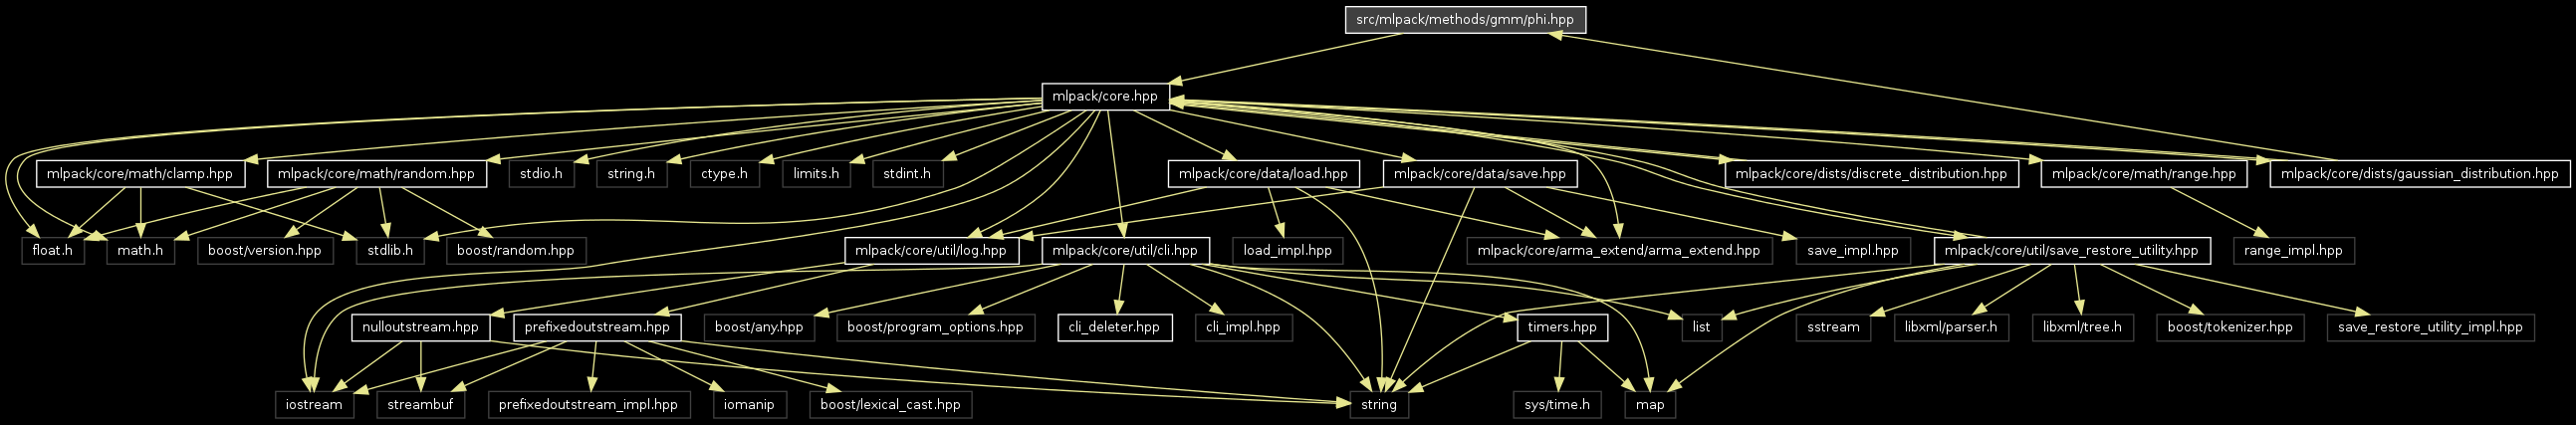 src/mlpack/methods/gmm/phi.hpp
mlpack/core.hpp
mlpack/core/math/clamp.hpp
mlpack/core/math/random.hpp
stdio.h
string.h
ctype.h
limits.h
stdint.h
mlpack/core/data/load.hpp
mlpack/core/data/save.hpp
mlpack/core/dists/discrete_distribution.hpp
mlpack/core/math/range.hpp
mlpack/core/dists/gaussian_distribution.hpp
float.h
math.h
boost/version.hpp
stdlib.h
boost/random.hpp
mlpack/core/util/log.hpp
mlpack/core/util/cli.hpp
load_impl.hpp
mlpack/core/arma_extend/arma_extend.hpp
save_impl.hpp
mlpack/core/util/save_restore_utility.hpp
range_impl.hpp
nulloutstream.hpp
prefixedoutstream.hpp
boost/any.hpp
boost/program_options.hpp
cli_deleter.hpp
cli_impl.hpp
timers.hpp
list
sstream
libxml/parser.h
libxml/tree.h
boost/tokenizer.hpp
save_restore_utility_impl.hpp
iostream
streambuf
prefixedoutstream_impl.hpp
iomanip
boost/lexical_cast.hpp
string
sys/time.h
map